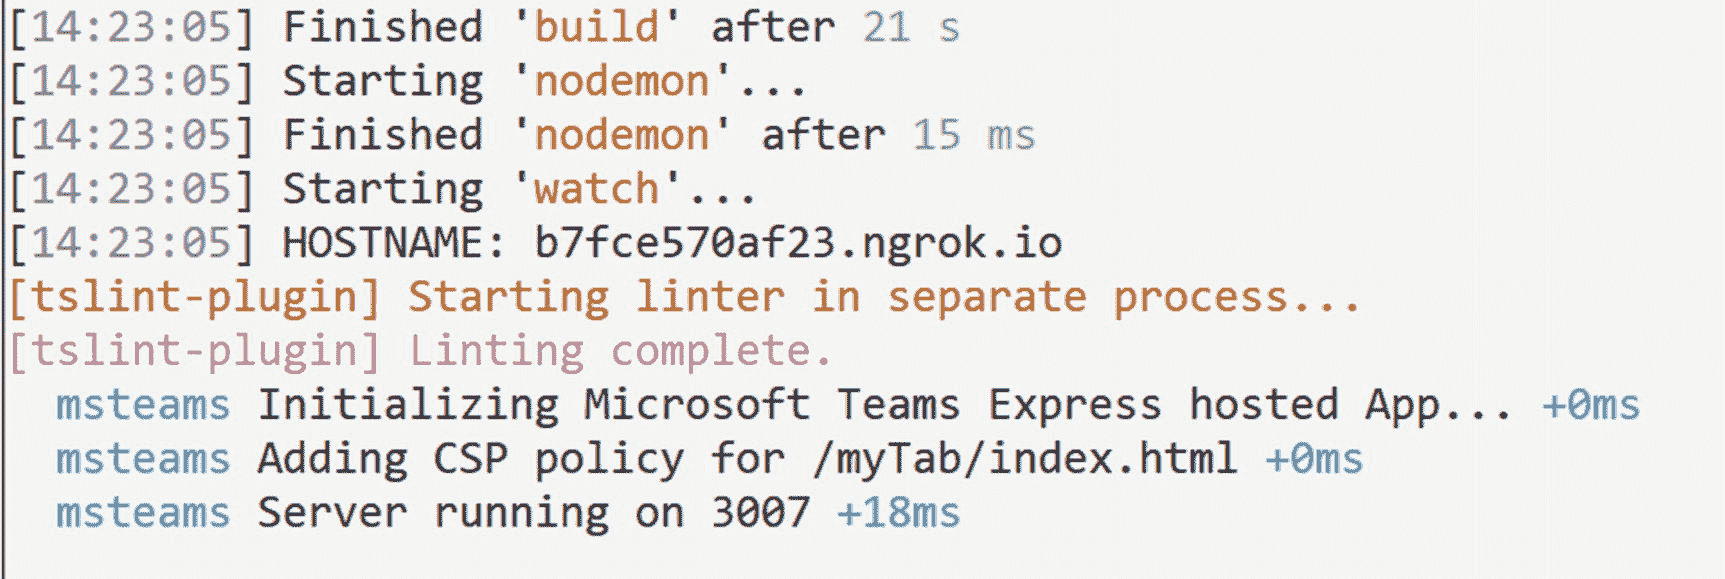 [14:23:05] Finished 'build' after 21 s
[14:23:05] Starting 'nodemon'...
[14:23:05] Finished 'nodemon' after 15 ms
[14:23:05] Starting 'watch'...
[14:23:05] HOSTNAME: b7fce570af23.ngrok.io
[tslint-plugin] Starting linter in separate process...
[tslint-plugin] Linting complete.
msteams Initializing Microsoft Teams Express hosted App... +0ms
msteams Adding CSP policy for /myTab/index.html +0ms
msteams Server running on 3007 +18ms